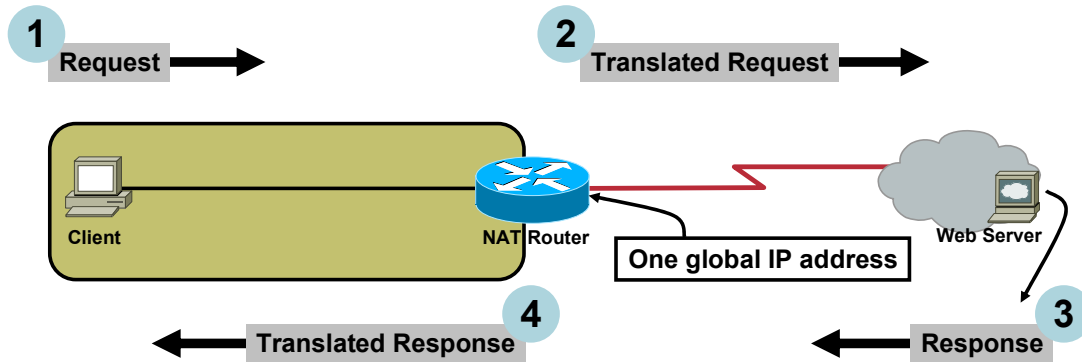 1
Request
2
Translated Request
Client
NAT Router
Web Server
One global IP address
4
Translated Response
3
Response